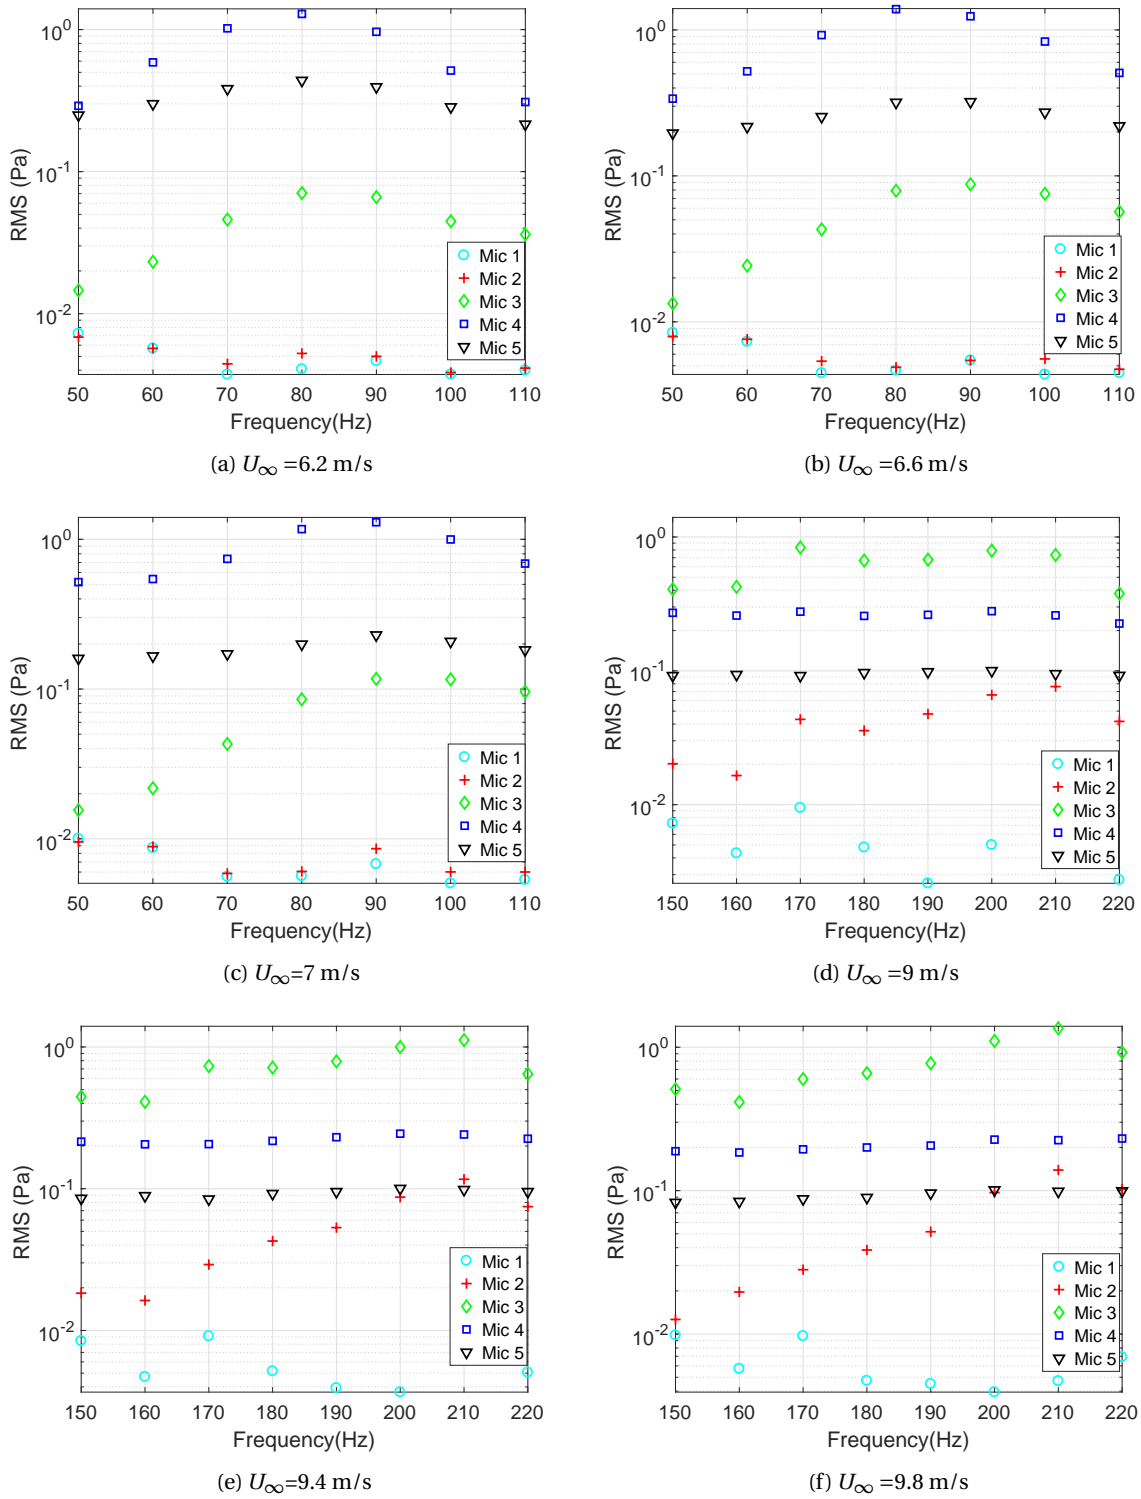 10^0
10^-1
10^-2
RMS (Pa)
Mic 1
Mic 2
Mic 3
Mic 4
Mic 5
50 60 70 80 90 100 110
Frequency(Hz)
(a) U∞ =6.2 m/s
10^0
10^-1
10^-2
RMS (Pa)
Mic 1
Mic 2
Mic 3
Mic 4
Mic 5
50 60 70 80 90 100 110
Frequency(Hz)
(b) U∞ =6.6 m/s
10^0
10^-1
10^-2
RMS (Pa)
Mic 1
Mic 2
Mic 3
Mic 4
Mic 5
50 60 70 80 90 100 110
Frequency(Hz)
(c) U∞=7 m/s
10^0
10^-1
10^-2
RMS (Pa)
Mic 1
Mic 2
Mic 3
Mic 4
Mic 5
150 160 170 180 190 200 210 220
Frequency(Hz)
(d) U∞ =9 m/s
10^0
10^-1
10^-2
RMS (Pa)
Mic 1
Mic 2
Mic 3
Mic 4
Mic 5
150 160 170 180 190 200 210 220
Frequency(Hz)
(e) U∞=9.4 m/s
10^0
10^-1
10^-2
RMS (Pa)
Mic 1
Mic 2
Mic 3
Mic 4
Mic 5
150 160 170 180 190 200 210 220
Frequency(Hz)
(f) U∞ =9.8 m/s